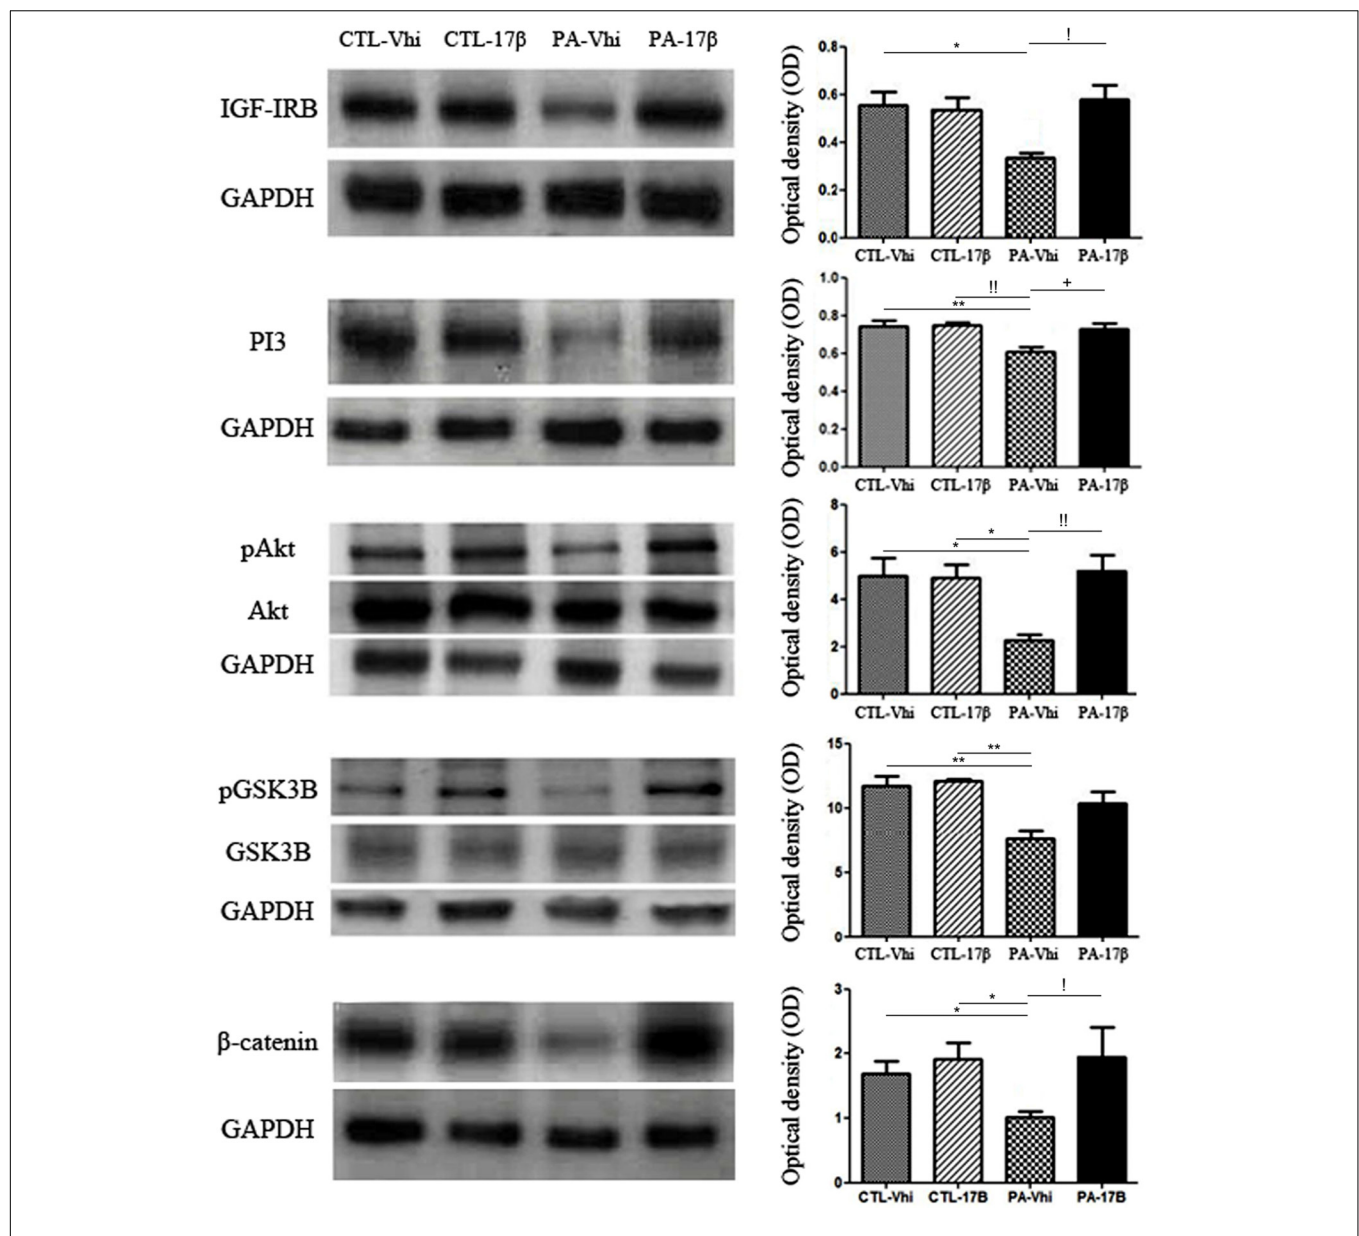 CTL-Vhi CTL-17β PA-Vhi PA-17β
IGF-IRB
GAPDH
Optical density (OD)
0.8
0.6
0.4
0.2
0.0
* !
CTL-Vhi CTL-17β PA-Vhi PA-17β
PI3
GAPDH
Optical density (OD)
1.0
0.8
0.6
0.4
0.2
0.0
!! +
**
CTL-Vhi CTL-17β PA-Vhi PA-17β
pAkt
Akt
GAPDH
Optical density (OD)
8
6
4
2
0
* !!
*
CTL-Vhi CTL-17β PA-Vhi PA-17β
pGSK3B
GSK3B
GAPDH
Optical density (OD)
15
10
5
0
**
**
CTL-Vhi CTL-17β PA-Vhi PA-17β
β-catenin
GAPDH
Optical density (OD)
3
2
1
0
* !
*
CTL-Vhi CTL-17B PA-Vhi PA-17B